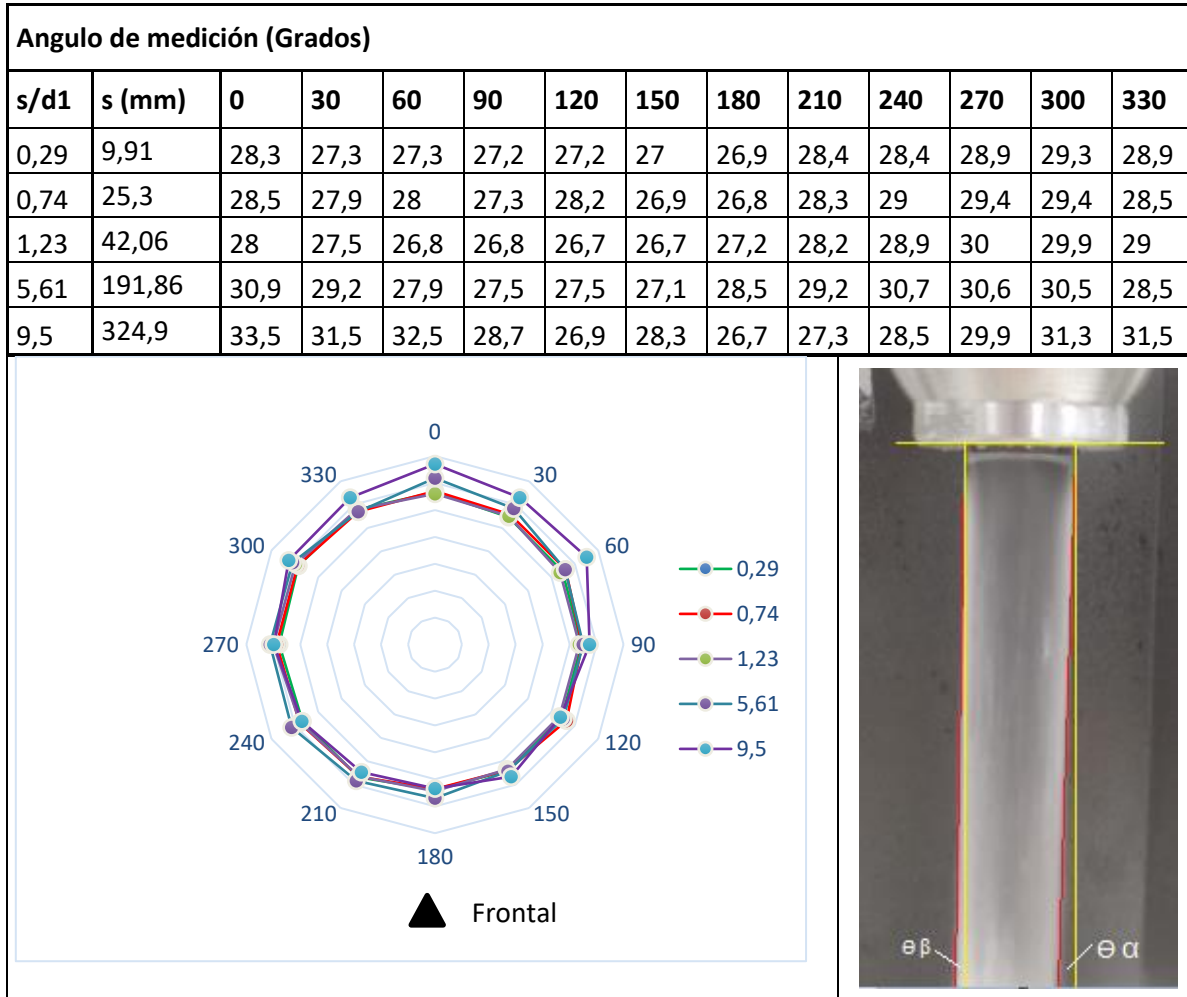 Angulo de medición (Grados)
s/d1 s (mm) 0 30 60 90 120 150 180 210 240 270 300 330
0,29 9,91 28,3 27,3 27,3 27,2 27,2 27 26,9 28,4 28,4 28,9 29,3 28,9
0,74 25,3 28,5 27,9 28 27,3 28,2 26,9 26,8 28,3 29 29,4 29,4 28,5
1,23 42,06 28 27,5 26,8 26,8 26,7 26,7 27,2 28,2 28,9 30 29,9 29
5,61 191,86 30,9 29,2 27,9 27,5 27,5 27,1 28,5 29,2 30,7 30,6 30,5 28,5
9,5 324,9 33,5 31,5 32,5 28,7 26,9 28,3 26,7 27,3 28,5 29,9 31,3 31,5
0
30
60
90
120
150
180
210
240
270
300
330
0,29
0,74
1,23
5,61
9,5
Frontal
ɵ β
ɵ α